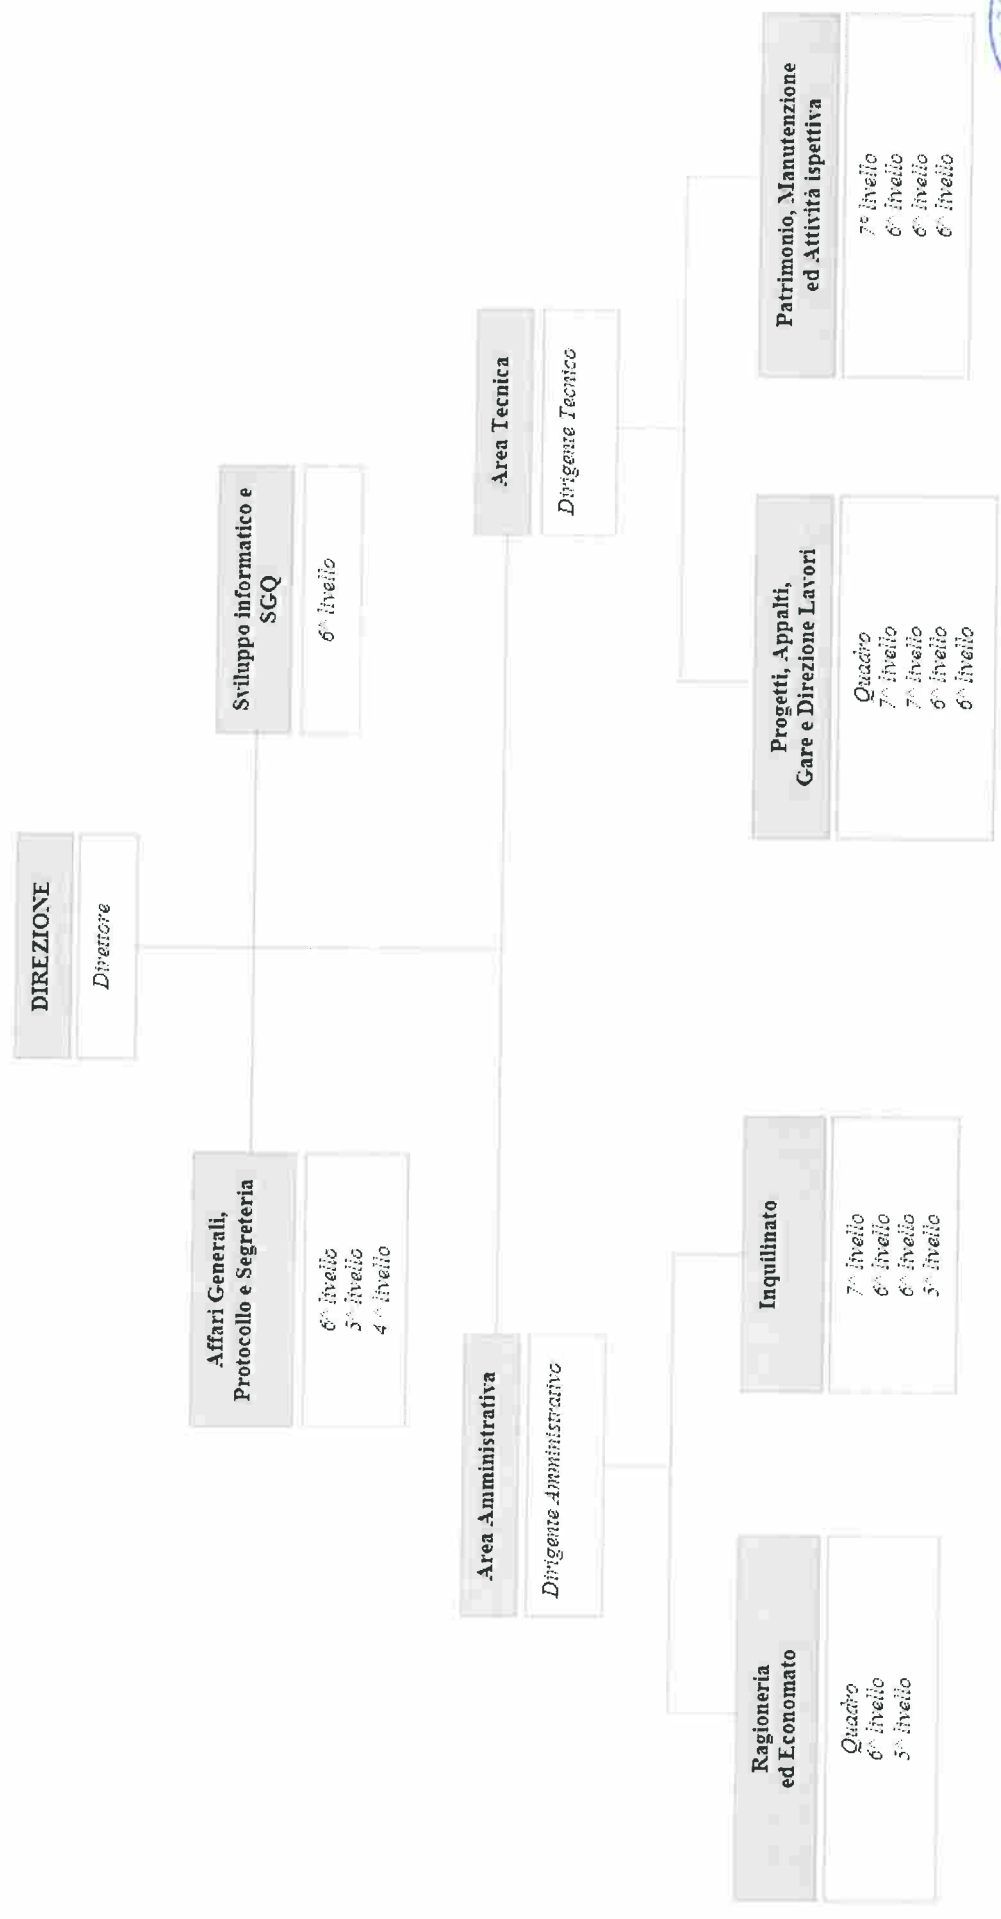 DIREZIONE
Direttore
Affari Generali,
Protocollo e Segreteria
6^ livello
5^ livello
4^ livello
Sviluppo informatico e
SGQ
6^ livello
Area Amministrativa
Dirigente Amministrativo
Area Tecnica
Dirigente Tecnico
Ragioneria
ed Economato
Quadro
6^ livello
5^ livello
Inquilinato
7^ livello
6^ livello
6^ livello
5^ livello
Progetti, Appalti,
Gare e Direzione Lavori
Quadro
7^ livello
7^ livello
6^ livello
6^ livello
Patrimonio, Manutenzione
ed Attività ispettiva
7^ livello
6^ livello
6^ livello
6^ livello